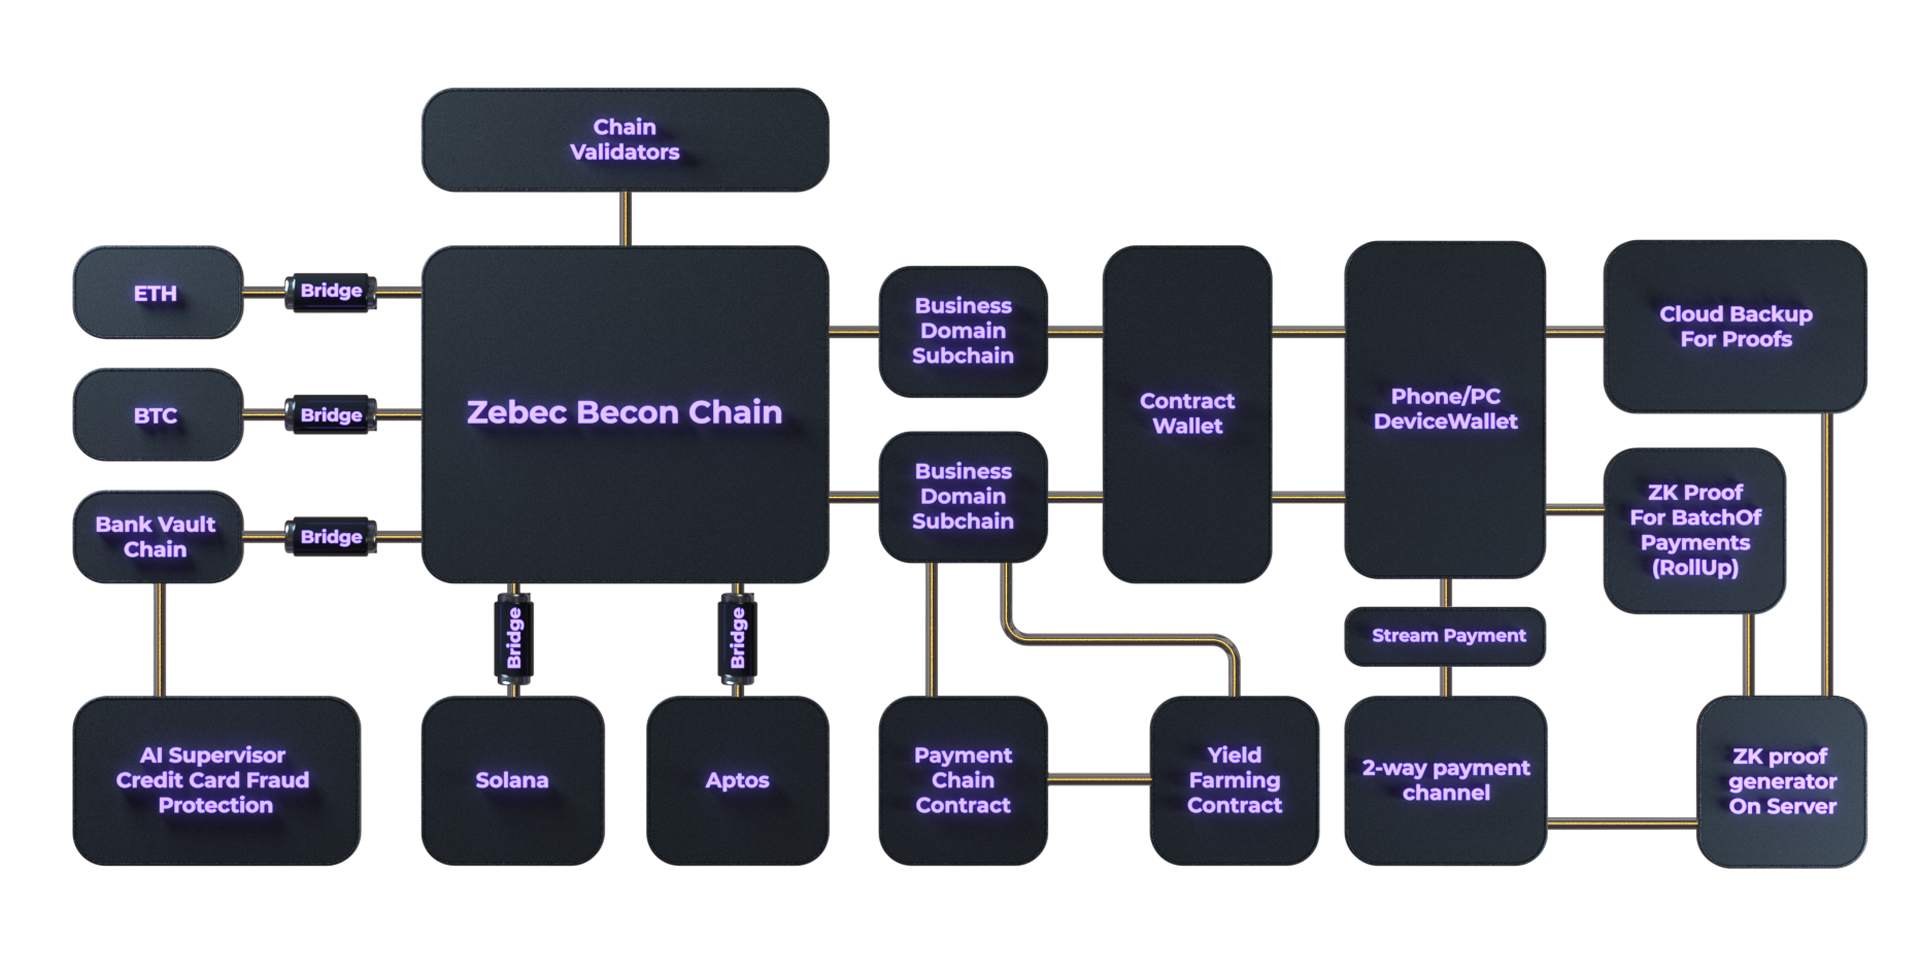 Chain
Validators
ETH
Bridge
BTC
Bridge
Bank Vault
Chain
Bridge
Zebec Becon Chain
Business
Domain
Subchain
Business
Domain
Subchain
Contract
Wallet
Phone/PC
DeviceWallet
Cloud Backup
For Proofs
ZK Proof
For BatchOf
Payments
(RollUp)
Bridge
Bridge
Stream Payment
AI Supervisor
Credit Card Fraud
Protection
Solana
Aptos
Payment
Chain
Contract
Yield
Farming
Contract
2-way payment
channel
ZK proof
generator
On Server